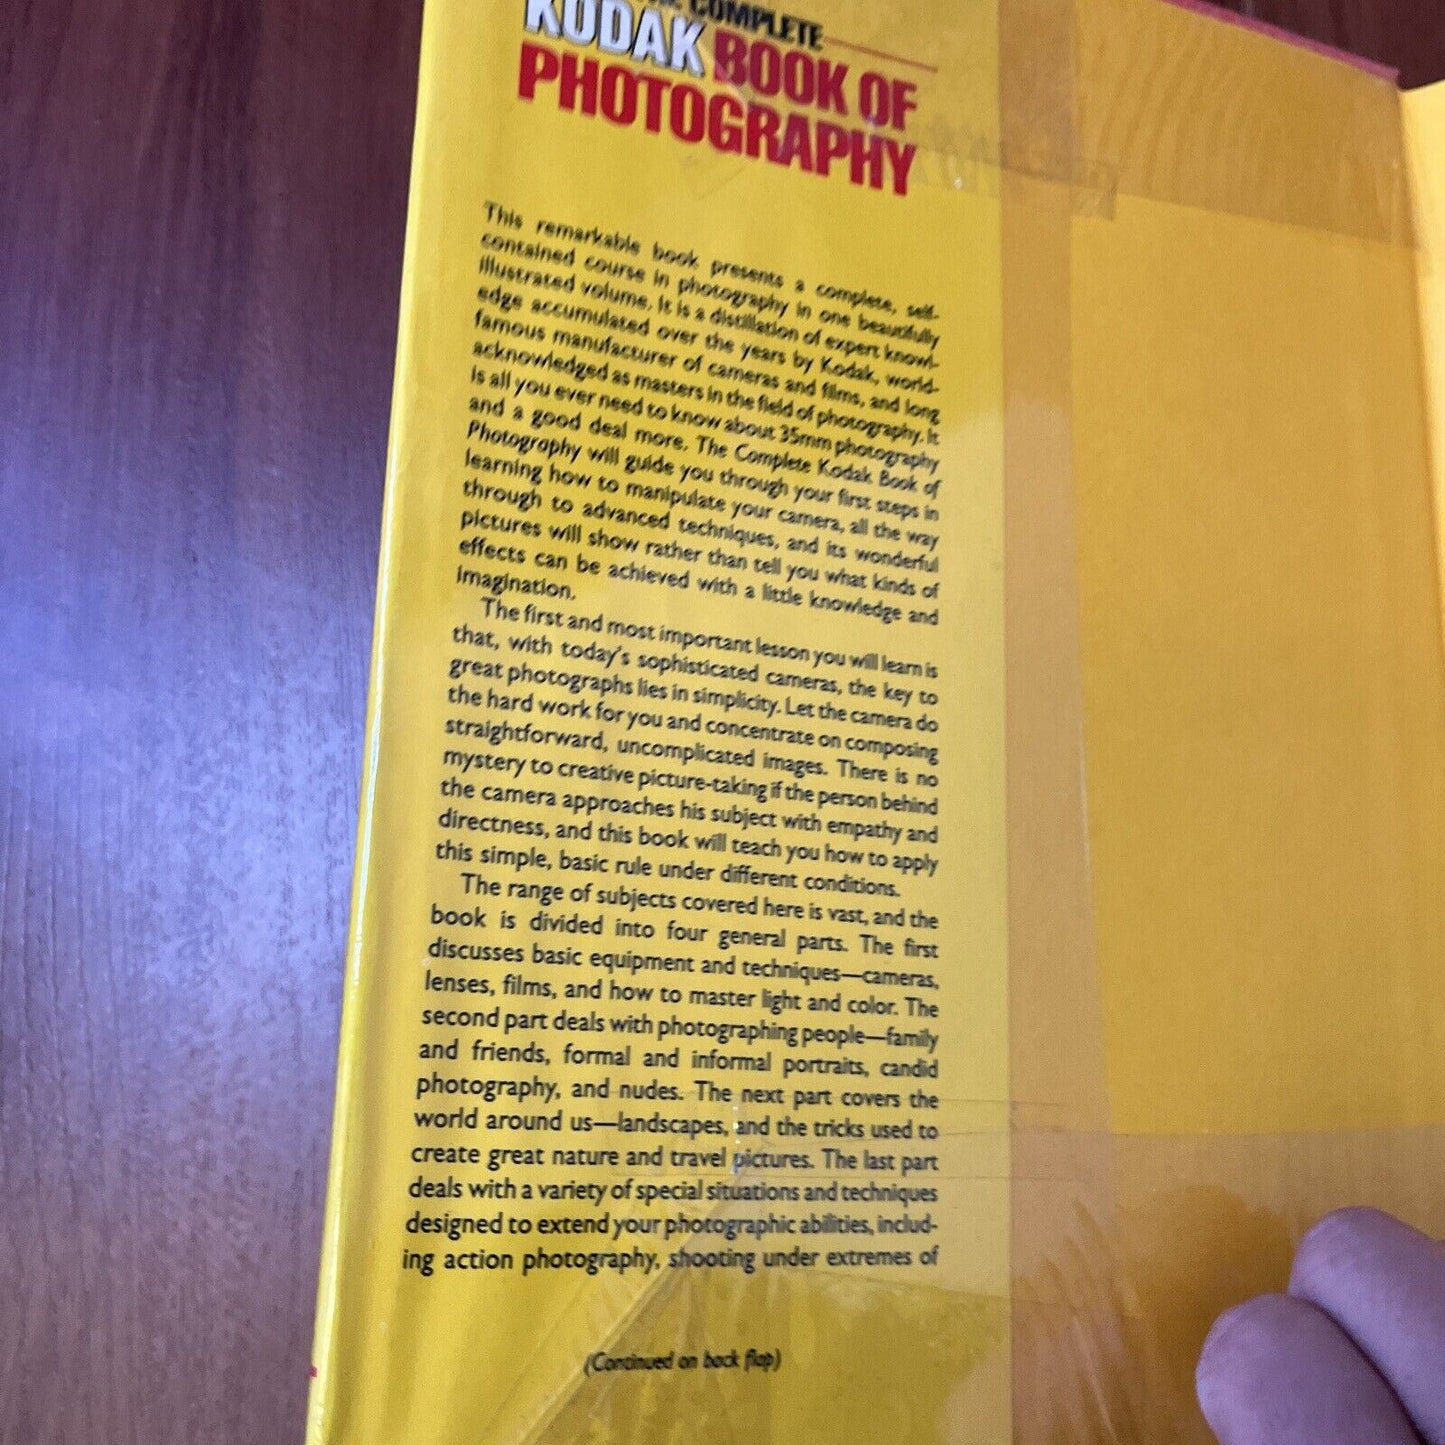 THE COMPLETE
KODAK BOOK OF
PHOTOGRAPHY
This remarkable book presents a complete, self-
contained course in photography in one beautifully
illustrated volume. It is a distillation of expert knowl-
edge accumulated over the years by Kodak, world-
famous manufacturer of cameras and films, and long
acknowledged as masters in the field of photography. It
is all you ever need to know about 35mm photography
and a good deal more. The Complete Kodak Book of
Photography will guide you through your first steps in
learning how to manipulate your camera, all the way
through to advanced techniques, and its wonderful
pictures will show rather than tell you what kinds of
effects can be achieved with a little knowledge and
imagination.
The first and most important lesson you will learn is
that, with today's sophisticated cameras, the key to
great photographs lies in simplicity. Let the camera do
the hard work for you and concentrate on composing
straightforward, uncomplicated images. There is no
mystery to creative picture-taking if the person behind
the camera approaches his subject with empathy and
directness, and this book will teach you how to apply
this simple, basic rule under different conditions.
The range of subjects covered here is vast, and the
book is divided into four general parts. The first
discusses basic equipment and techniques—cameras,
lenses, films, and how to master light and color. The
second part deals with photographing people—family
and friends, formal and informal portraits, candid
photography, and nudes. The next part covers the
world around us—landscapes, and the tricks used to
create great nature and travel pictures. The last part
deals with a variety of special situations and techniques
designed to extend your photographic abilities, includ-
ing action photography, shooting under extremes of
(Continued on back flap)